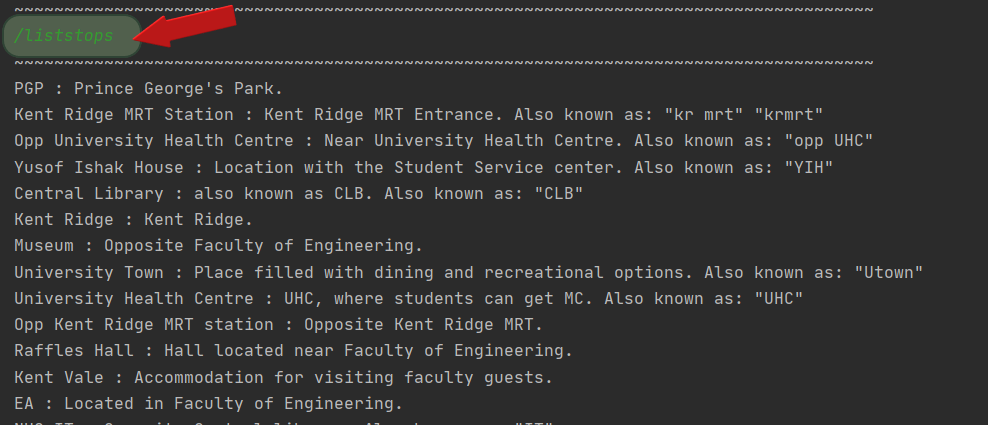 ~~~~~~~~~~~~~~~~~~~~~~~~~~~~~~~~~~~~~~~~~~~~~~~~~~~~~~~~~~~~~~~~~~~~~~~~~~~~~~~~~~~~~~
/liststops
~~~~~~~~~~~~~~~~~~~~~~~~~~~~~~~~~~~~~~~~~~~~~~~~~~~~~~~~~~~~~~~~~~~~~~~~~~~~~~~~~~~~~~
PGP : Prince George's Park.
Kent Ridge MRT Station : Kent Ridge MRT Entrance. Also known as: "kr mrt" "krmrt"
Opp University Health Centre : Near University Health Centre. Also known as: "opp UHC"
Yusof Ishak House : Location with the Student Service center. Also known as: "YIH"
Central Library : also known as CLB. Also known as: "CLB"
Kent Ridge : Kent Ridge.
Museum : Opposite Faculty of Engineering.
University Town : Place filled with dining and recreational options. Also known as: "Utown"
University Health Centre : UHC, where students can get MC. Also known as: "UHC"
Opp Kent Ridge MRT station : Opposite Kent Ridge MRT.
Raffles Hall : Hall located near Faculty of Engineering.
Kent Vale : Accommodation for visiting faculty guests.
EA : Located in Faculty of Engineering.